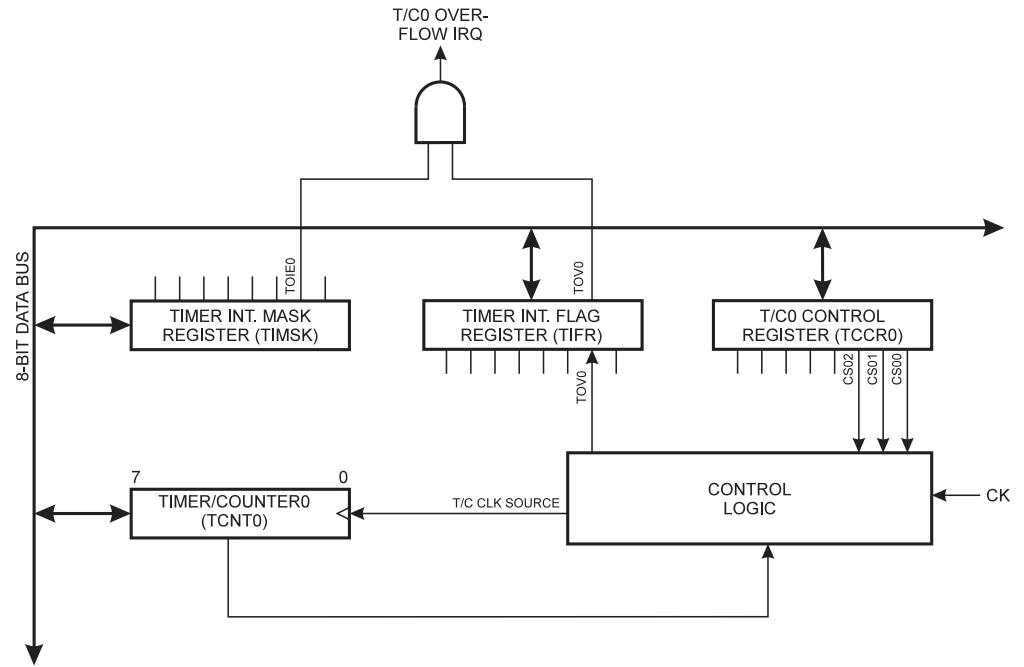 T/C0 OVER-
FLOW IRQ
8-BIT DATA BUS
TOIE0
TOV0
TIMER INT. MASK
REGISTER (TIMSK)
TIMER INT. FLAG
REGISTER (TIFR)
T/C0 CONTROL
REGISTER (TCCR0)
TOV0
CS02
CS01
CS00
7
0
TIMER/COUNTER0
(TCNT0)
T/C CLK SOURCE
CONTROL
LOGIC
CK